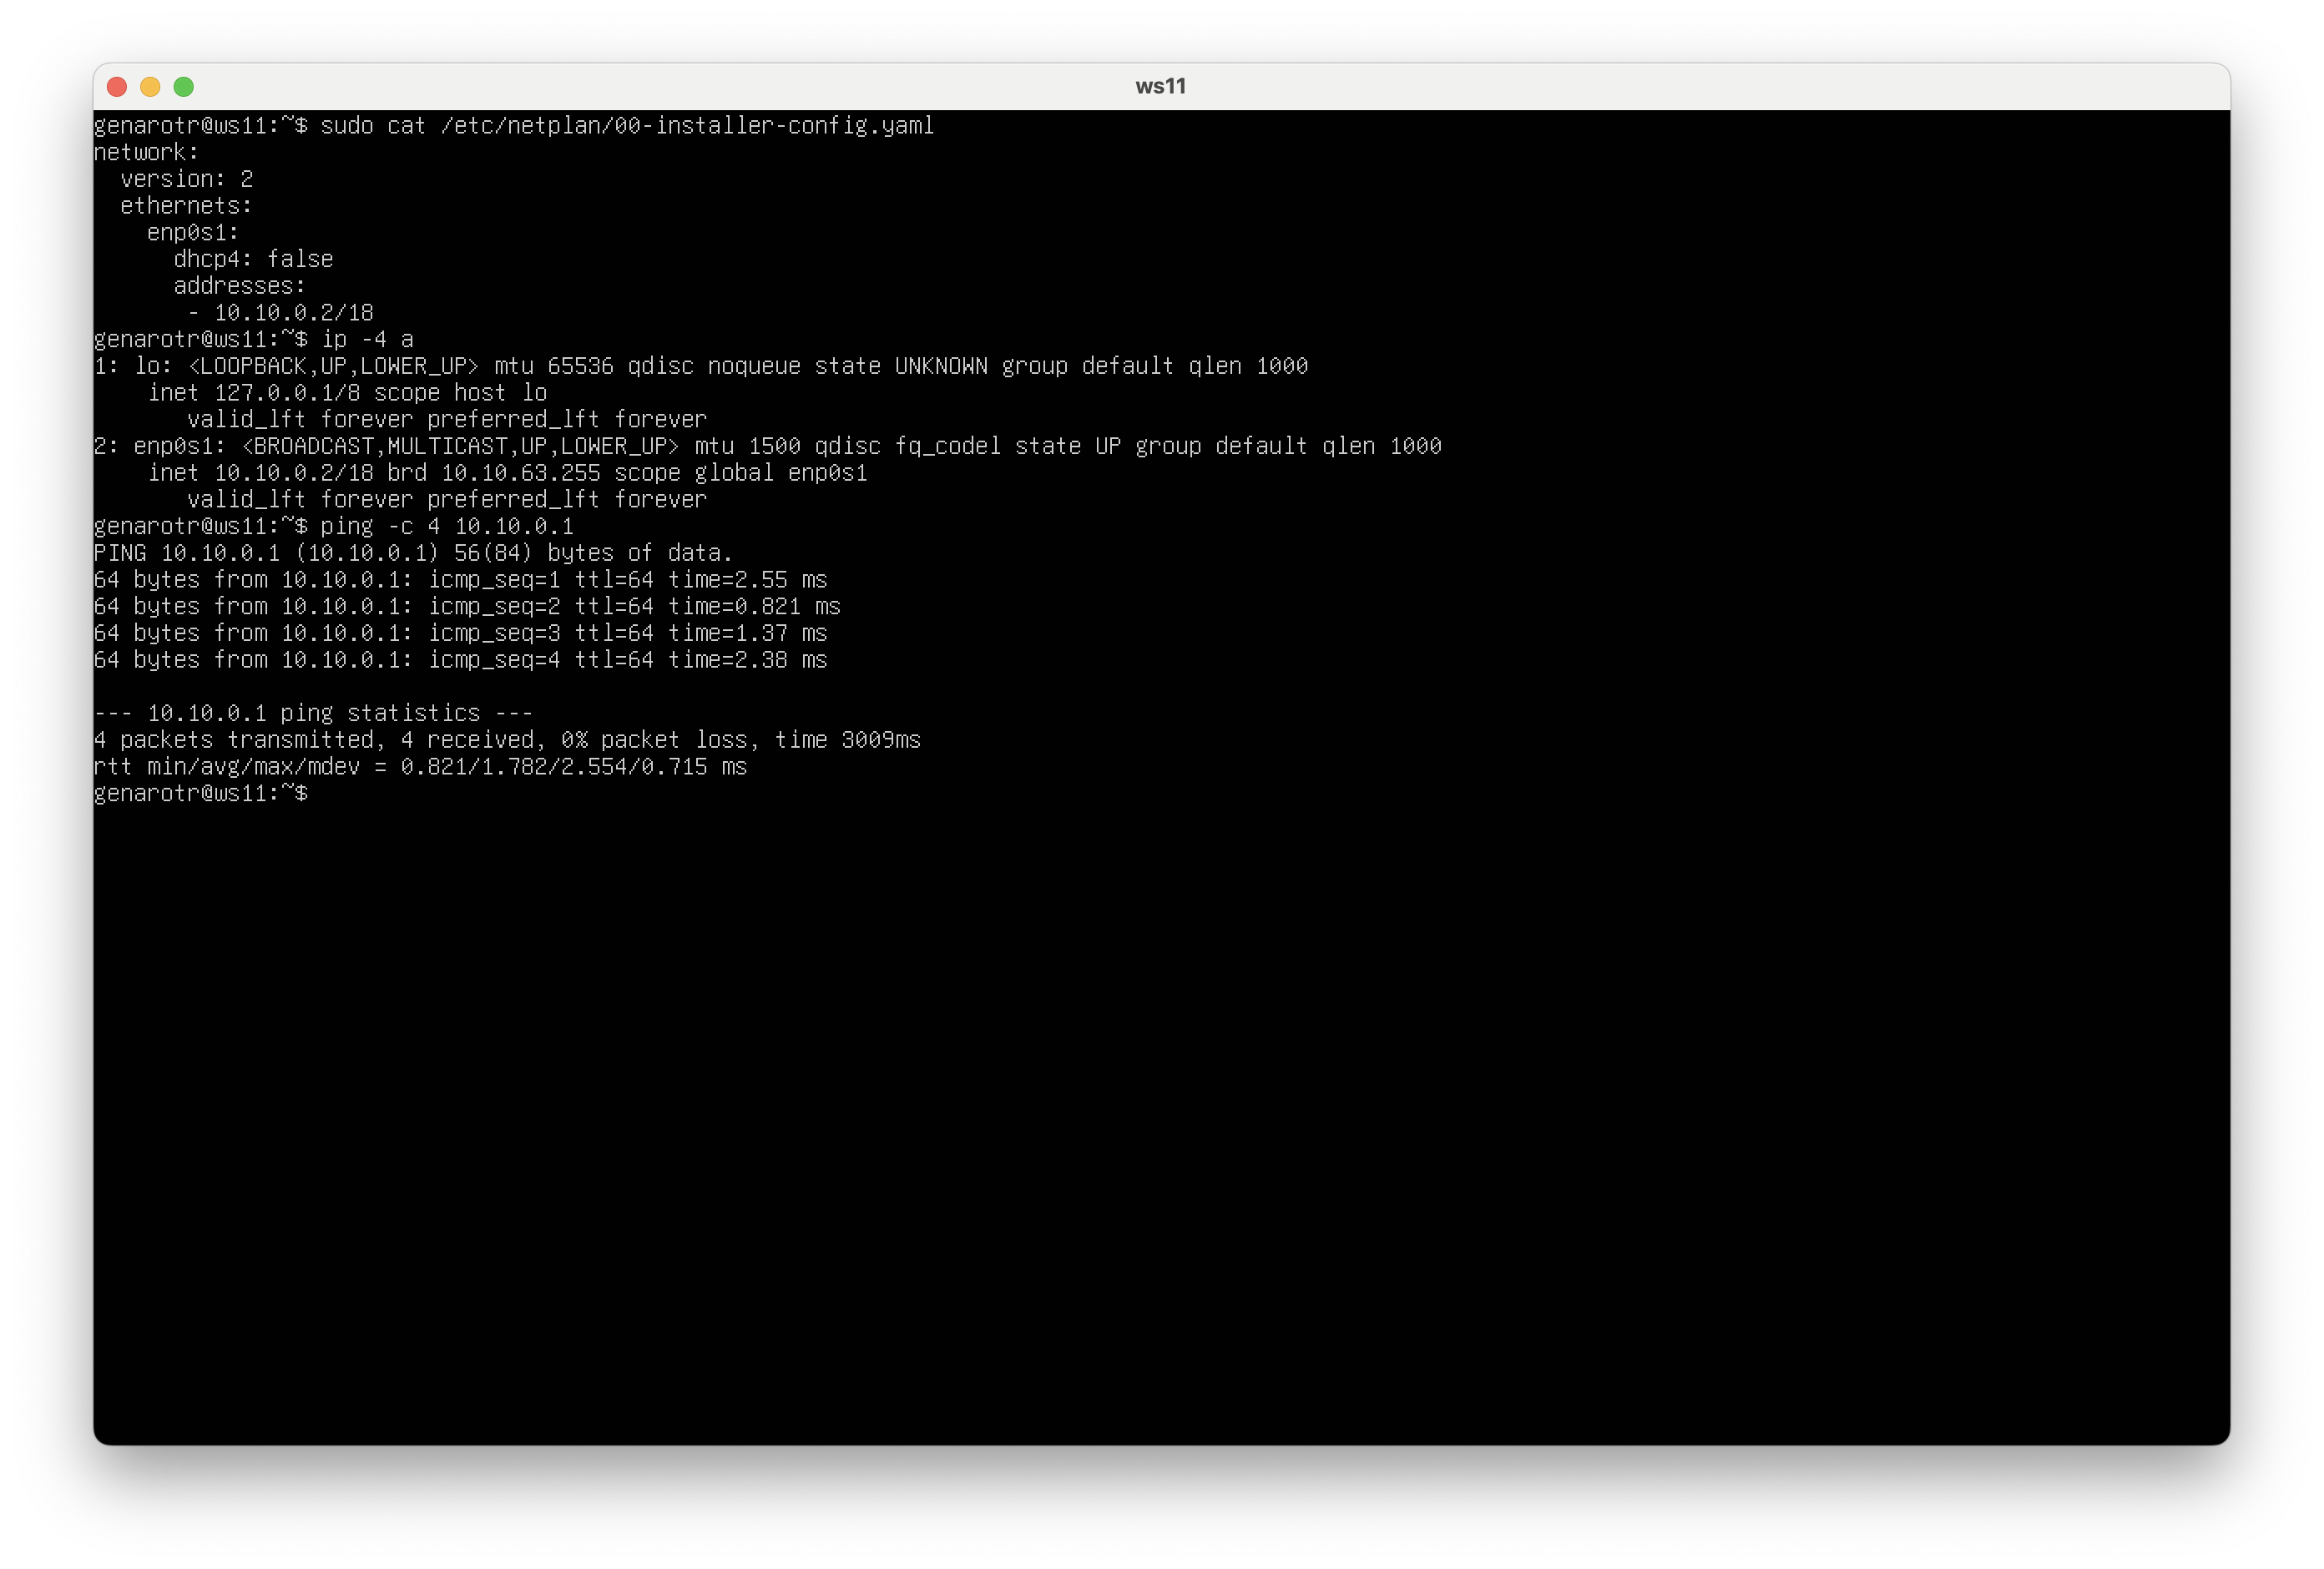 ws11
genarotr@ws11:~$ sudo cat /etc/netplan/00-installer-config.yaml
network:
  version: 2
  ethernets:
    enp0s1:
      dhcp4: false
      addresses:
       - 10.10.0.2/18
genarotr@ws11:~$ ip -4 a
1: lo: <LOOPBACK,UP,LOWER_UP> mtu 65536 qdisc noqueue state UNKNOWN group default qlen 1000
    inet 127.0.0.1/8 scope host lo
       valid_lft forever preferred_lft forever
2: enp0s1: <BROADCAST,MULTICAST,UP,LOWER_UP> mtu 1500 qdisc fq_codel state UP group default qlen 1000
    inet 10.10.0.2/18 brd 10.10.63.255 scope global enp0s1
       valid_lft forever preferred_lft forever
genarotr@ws11:~$ ping -c 4 10.10.0.1
PING 10.10.0.1 (10.10.0.1) 56(84) bytes of data.
64 bytes from 10.10.0.1: icmp_seq=1 ttl=64 time=2.55 ms
64 bytes from 10.10.0.1: icmp_seq=2 ttl=64 time=0.821 ms
64 bytes from 10.10.0.1: icmp_seq=3 ttl=64 time=1.37 ms
64 bytes from 10.10.0.1: icmp_seq=4 ttl=64 time=2.38 ms

--- 10.10.0.1 ping statistics ---
4 packets transmitted, 4 received, 0% packet loss, time 3009ms
rtt min/avg/max/mdev = 0.821/1.782/2.554/0.715 ms
genarotr@ws11:~$